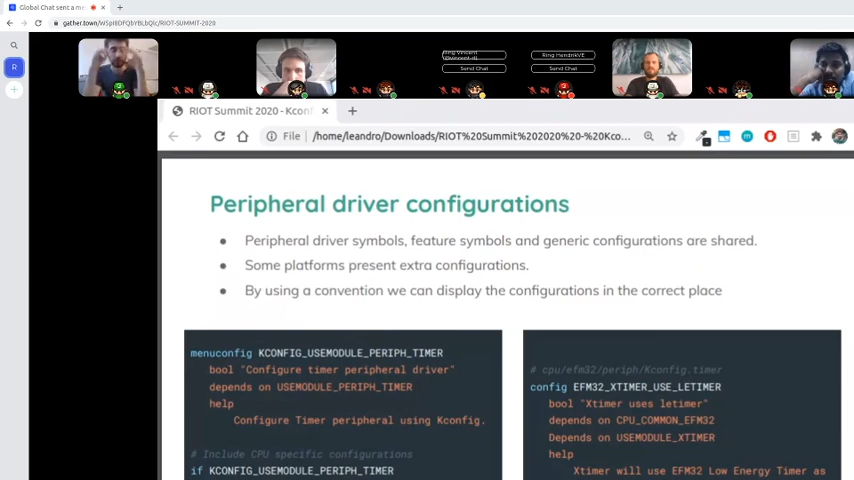 Global Chat sent a me
gather.town/WSpI8DFQbYBLbQlc/RIOT-SUMMIT-2020
R
Ring Vincent
Send Chat
Ring HendrikVE
Send Chat
RIOT Summit 2020 - Kconf
File | /home/leandro/Downloads/RIOT%20Summit%202020%20-%20Kco...
Peripheral driver configurations
● Peripheral driver symbols, feature symbols and generic configurations are shared.
● Some platforms present extra configurations.
● By using a convention we can display the configurations in the correct place
menuconfig KCONFIG_USEMODULE_PERIPH_TIMER
bool "Configure timer peripheral driver"
depends on USEMODULE_PERIPH_TIMER
help
Configure Timer peripheral using Kconfig.
# Include CPU specific configurations
if KCONFIG_USEMODULE_PERIPH_TIMER
# cpu/efm32/periph/Kconfig.timer
config EFM32_XTIMER_USE_LETIMER
bool "Xtimer uses letimer"
depends on CPU_COMMON_EFM32
Depends on USEMODULE_XTIMER
help
Xtimer will use EFM32 Low Energy Timer as